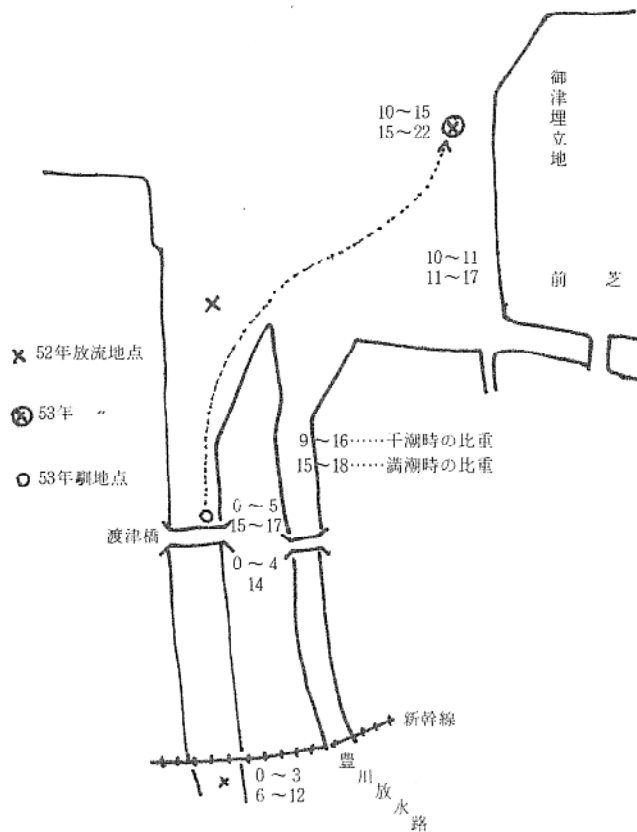 御津埋立地
10～15
15～22
10～11
11～17
前芝
× 52年放流地点
⊗ 53年 〃
○ 53年馴地点
9～16……干潮時の比重
15～18……満潮時の比重
0～5
15～17
渡津橋
0～4
14
新幹線
豊川放水路
0～3
6～12